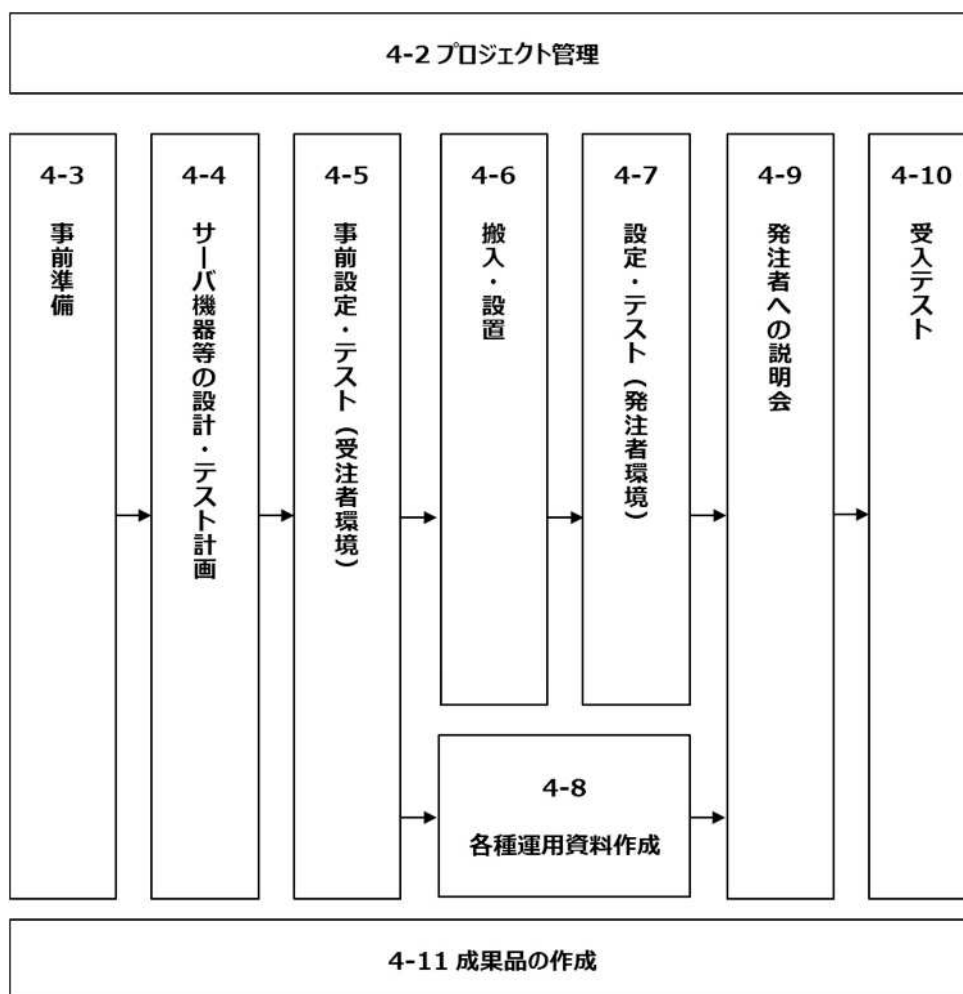 4-2 プロジェクト管理
4-3
事前準備
4-4
サーバ機器等の設計・テスト計画
4-5
事前設定・テスト(受注者環境)
4-6
搬入・設置
4-7
設定・テスト(発注者環境)
4-8
各種運用資料作成
4-9
発注者への説明会
4-10
受入テスト
4-11 成果品の作成